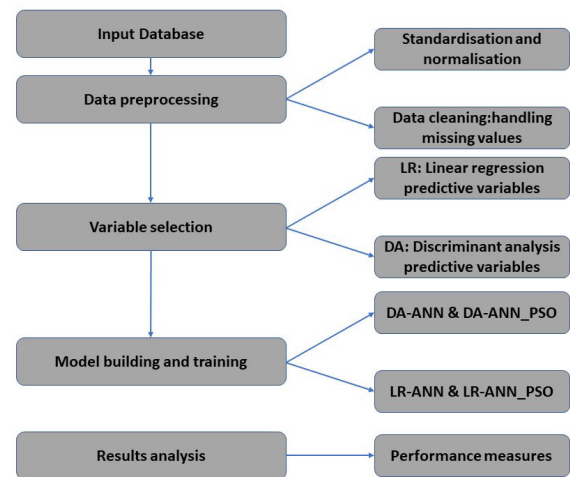 Input Database
Data preprocessing
Standardisation and
normalisation
Data cleaning:handling
missing values
Variable selection
LR: Linear regression
predictive variables
DA: Discriminant analysis
predictive variables
Model building and training
DA-ANN & DA-ANN_PSO
LR-ANN & LR-ANN_PSO
Results analysis
Performance measures